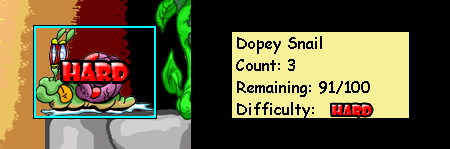 HARD
Dopey Snail
Count: 3
Remaining: 91/100
Difficulty: HARD